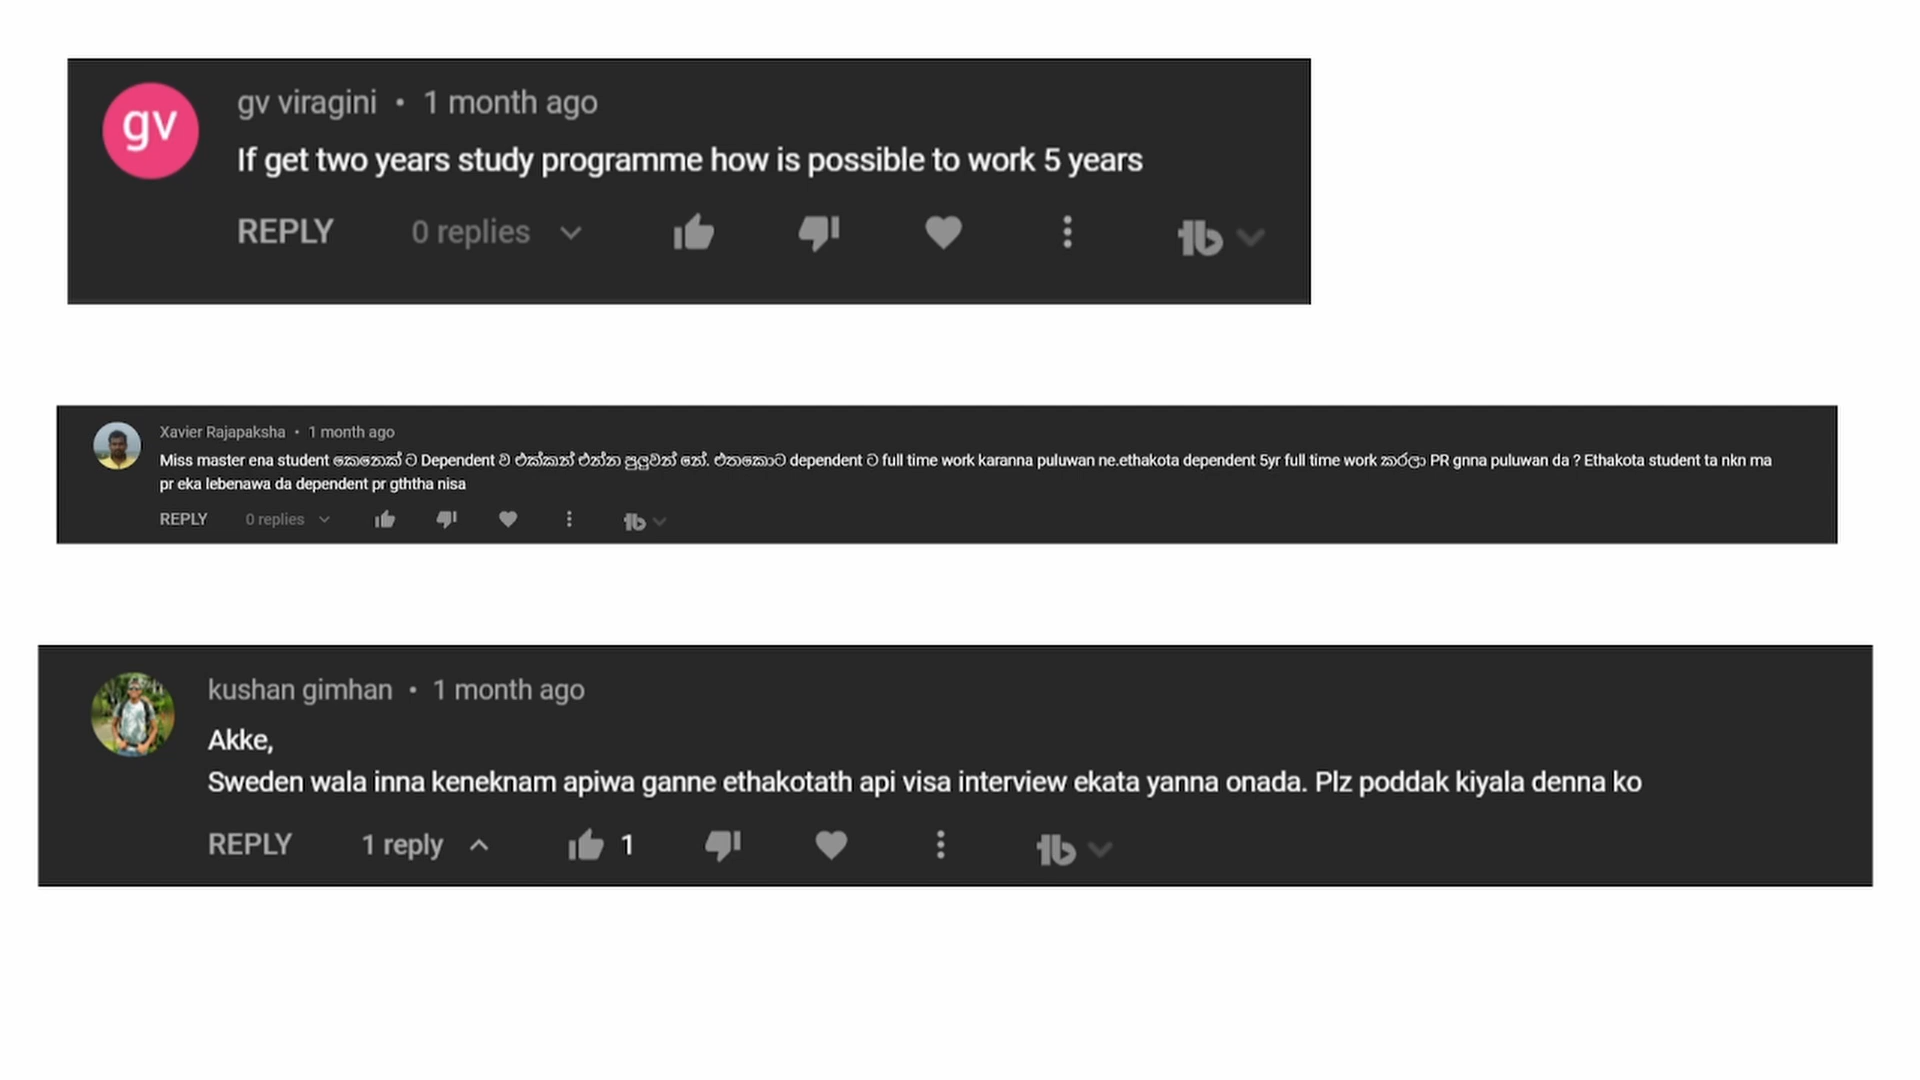 gv
gv viragini • 1 month ago
If get two years study programme how is possible to work 5 years
REPLY 0 replies
Xavier Rajapaksha • 1 month ago
Miss master ena student කෙනෙක් ට Dependent ව එක්කන් එන්න පුලුවන් නේ. එතකොට dependent ට full time work karanna puluwan ne.ethakota dependent 5yr full time work කරලා PR gnna puluwan da ? Ethakota student ta nkn ma
pr eka lebenawa da dependent pr gththa nisa
REPLY 0 replies
kushan gimhan • 1 month ago
Akke,
Sweden wala inna keneknam apiwa ganne ethakotath api visa interview ekata yanna onada. Plz poddak kiyala denna ko
REPLY 1 reply 1